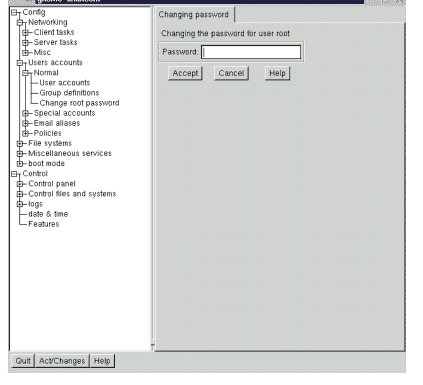 Config
Networking
Client tasks
Server tasks
Misc
Users accounts
Normal
User accounts
Group definitions
Change root password
Special accounts
Email aliases
Policies
File systems
Miscellaneous services
boot mode
Control
Control panel
Control files and systems
logs
date & time
Features
Changing password
Changing the password for user root
Password:
Accept Cancel Help
Quit Act/Changes Help